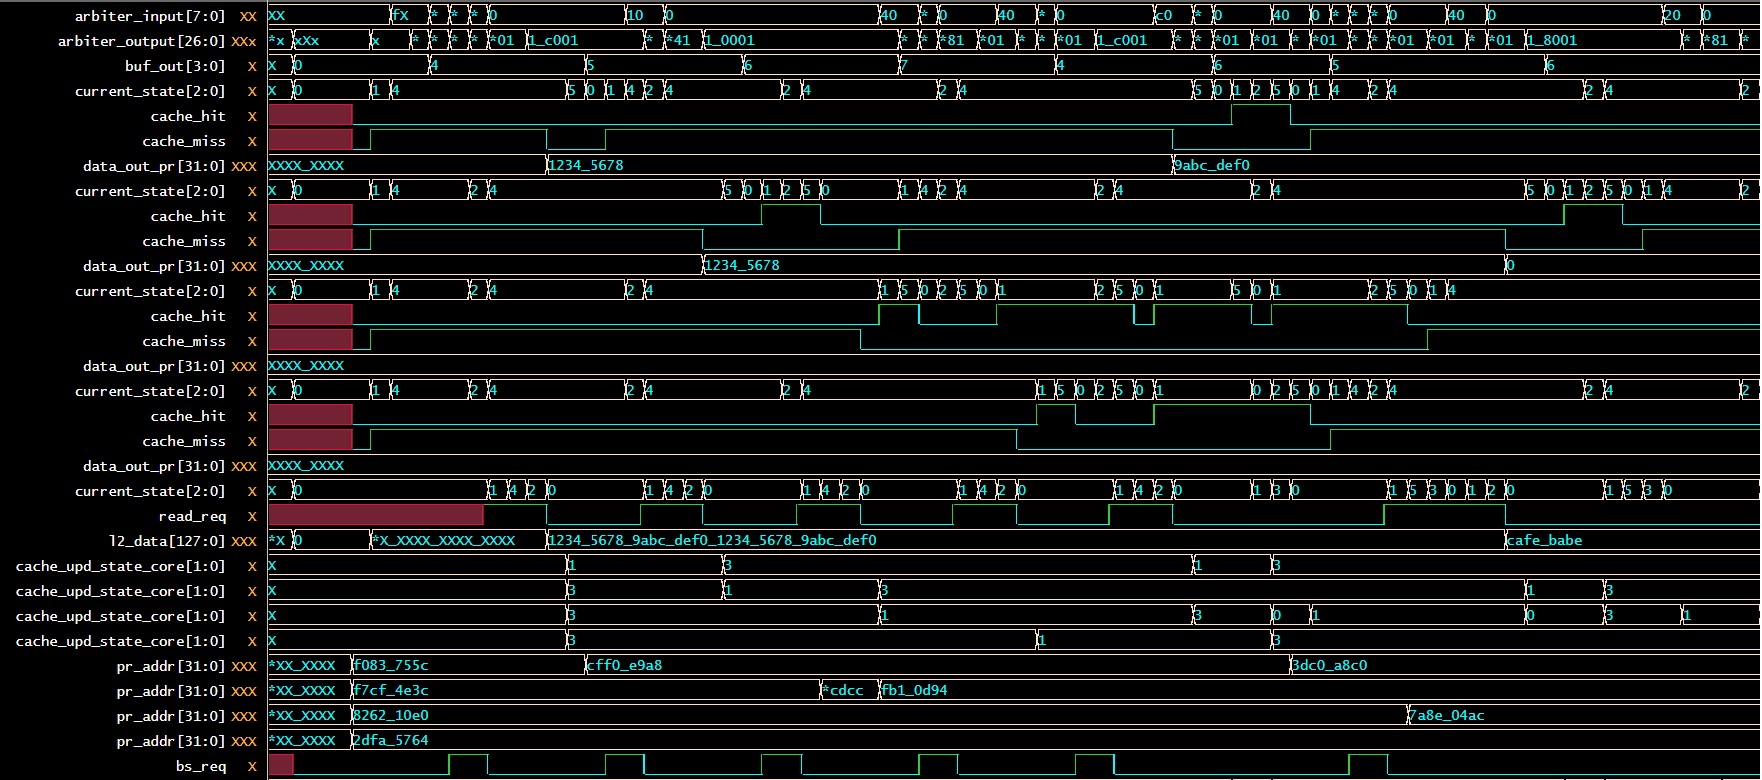 arbiter_input[7:0] XX XX fX * * * 0 10 0 40 * 0 40 * 0 c0 * 0 40 0 * * * 0 40 0 20 0
arbiter_output[26:0] XXx *x xXx x * * * * *01 1_c001 * *41 1_0001 * * *81 *01 * * *01 1_c001 * * *01 *01 * *01 * * *01 *01 * *01 1_8001 * *81 *
buf_out[3:0] X X 0 4 5 6 7 4 6 5 6
current_state[2:0] X X 0 1 4 5 0 1 4 2 4 2 4 2 4 5 0 1 2 5 0 1 4 2 4 2 4 2
cache_hit X
cache_miss X
data_out_pr[31:0] XXX XXXX_XXXX 1234_5678 9abc_def0
current_state[2:0] X X 0 1 4 2 4 5 0 1 2 5 0 1 4 2 4 2 4 2 4 5 0 1 2 5 0 1 4 2
cache_hit X
cache_miss X
data_out_pr[31:0] XXX XXXX_XXXX 1234_5678 0
current_state[2:0] X X 0 1 4 2 4 2 4 1 5 0 2 5 0 1 2 5 0 1 5 0 1 2 5 0 1 4
cache_hit X
cache_miss X
data_out_pr[31:0] XXX XXXX_XXXX
current_state[2:0] X X 0 1 4 2 4 2 4 2 4 1 5 0 2 5 0 1 0 2 5 0 1 4 2 4 2 4 2
cache_hit X
cache_miss X
data_out_pr[31:0] XXX XXXX_XXXX
current_state[2:0] X X 0 1 4 2 0 1 4 2 0 1 4 2 0 1 4 2 0 1 4 2 0 1 3 0 1 5 3 0 1 2 0 1 5 3 0
read_req X
l2_data[127:0] XXX *X 0 *X_XXXX_XXXX_XXXX 1234_5678_9abc_def0_1234_5678_9abc_def0 cafe_babe
cache_upd_state_core[1:0] X X 1 3 1 3
cache_upd_state_core[1:0] X X 3 1 3 1 3
cache_upd_state_core[1:0] X X 3 1 3 0 1 0 3 1
cache_upd_state_core[1:0] X X 3 1 3
pr_addr[31:0] XXX *XX_XXXX f083_755c cff0_e9a8 3dc0_a8c0
pr_addr[31:0] XXX *XX_XXXX f7cf_4e3c *cdcc fb1_0d94
pr_addr[31:0] XXX *XX_XXXX 8262_10e0 7a8e_04ac
pr_addr[31:0] XXX *XX_XXXX 2dfa_5764
bs_req X